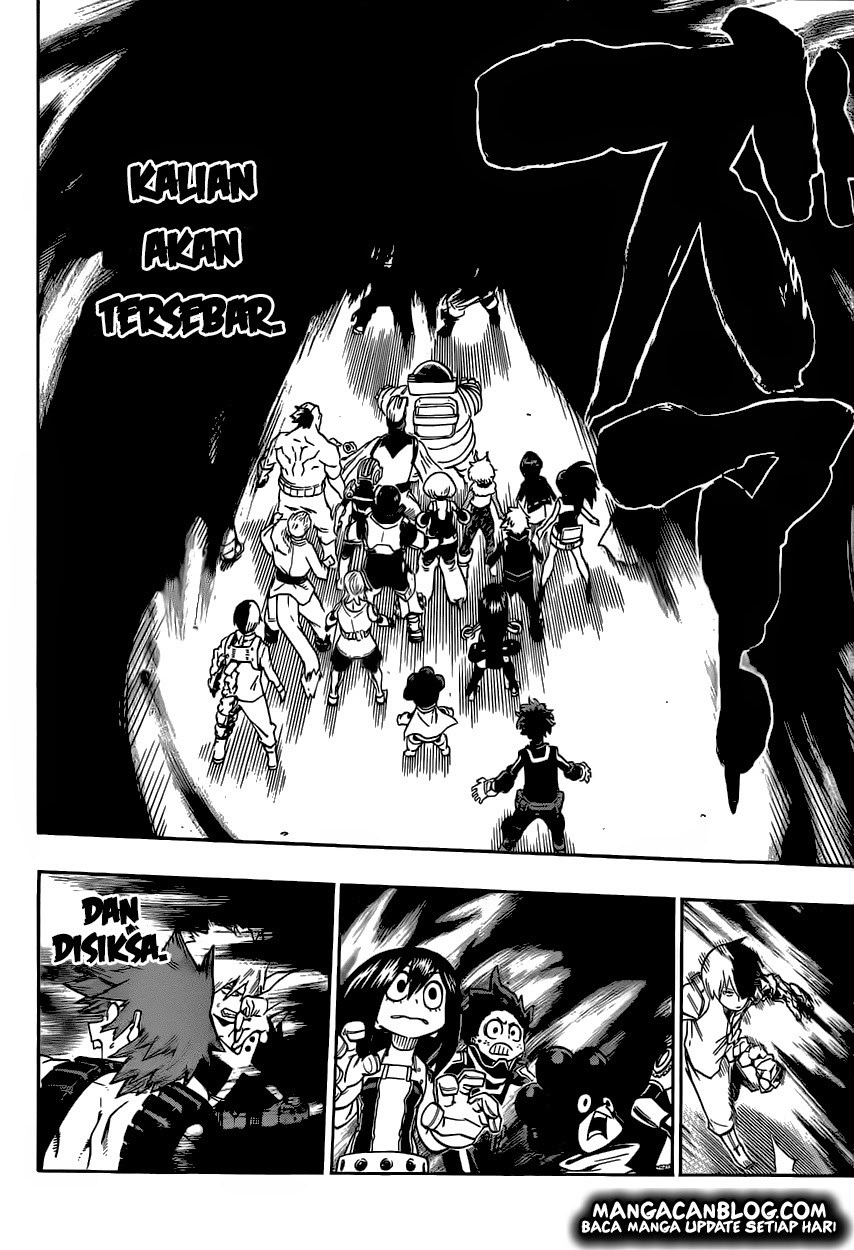 KALIAN
AKAN
TERSEBAR.
DAN
DISIKSA.
MANGACANBLOG.COM
BACA MANGA UPDATE SETIAP HARI